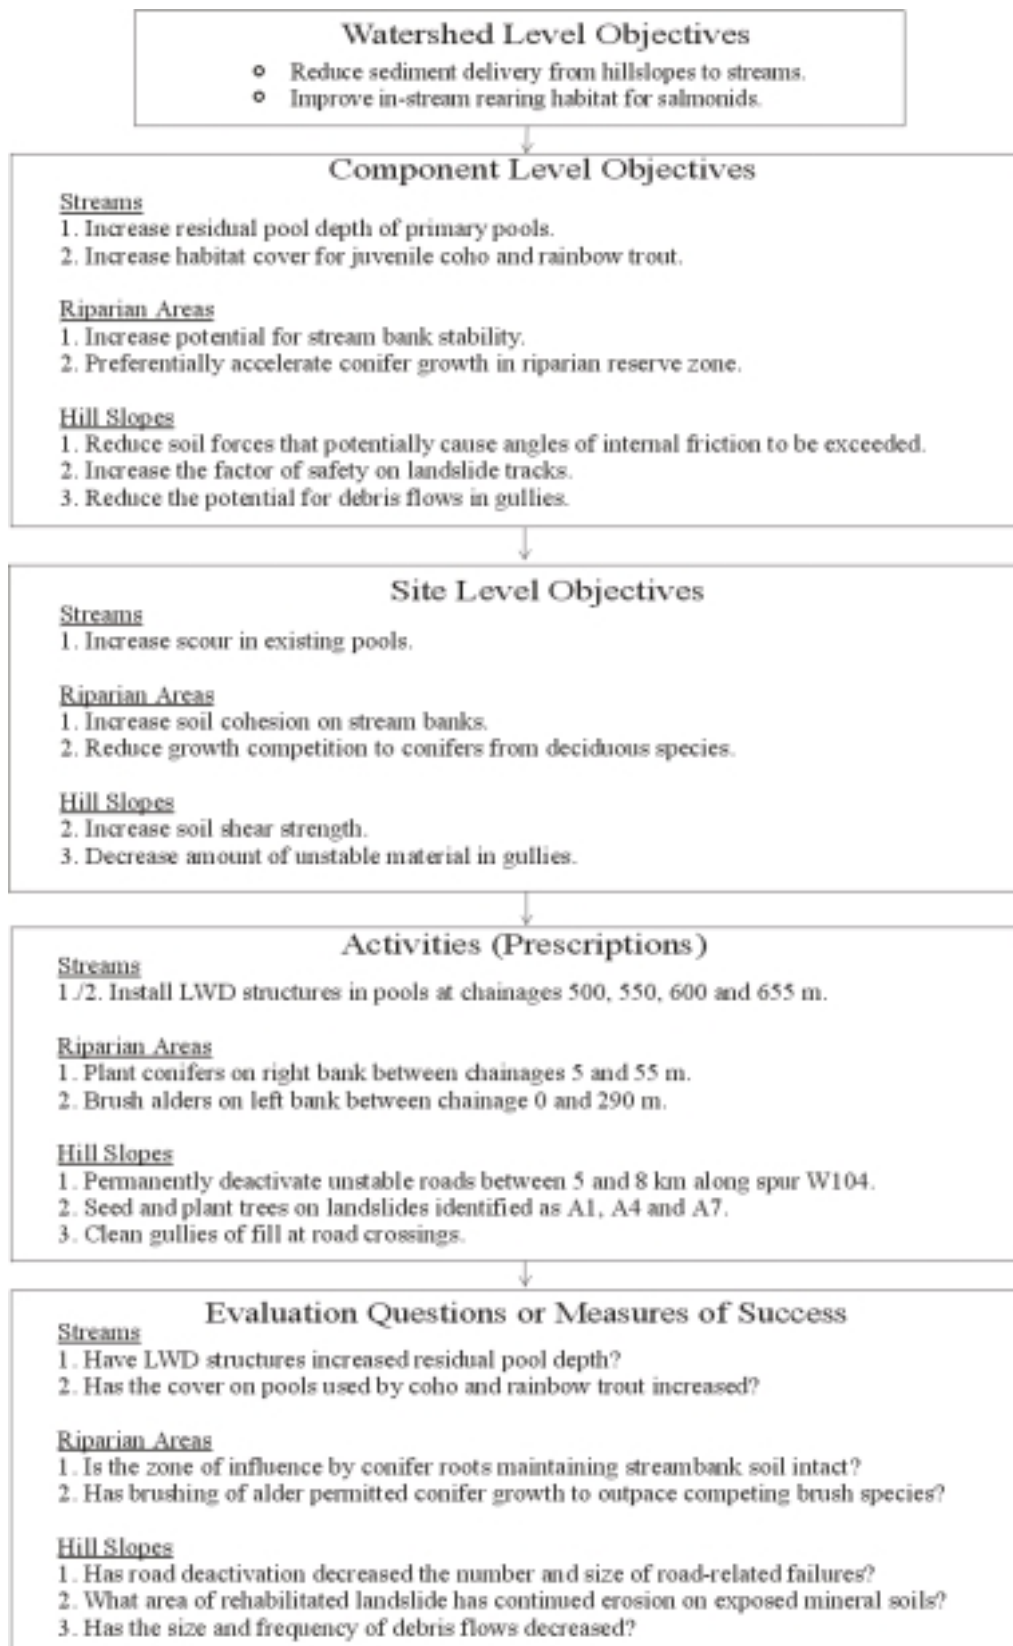 Watershed Level Objectives
Reduce sediment delivery from hillslopes to streams.
Improve in-stream rearing habitat for salmonids.
Component Level Objectives
Streams
1. Increase residual pool depth of primary pools.
2. Increase habitat cover for juvenile coho and rainbow trout.
Riparian Areas
1. Increase potential for stream bank stability.
2. Preferentially accelerate conifer growth in riparian reserve zone.
Hill Slopes
1. Reduce soil forces that potentially cause angles of internal friction to be exceeded.
2. Increase the factor of safety on landslide tracks.
3. Reduce the potential for debris flows in gullies.
Site Level Objectives
Streams
1. Increase scour in existing pools.
Riparian Areas
1. Increase soil cohesion on stream banks.
2. Reduce growth competition to conifers from deciduous species.
Hill Slopes
2. Increase soil shear strength.
3. Decrease amount of unstable material in gullies.
Activities (Prescriptions)
Streams
1./2. Install LWD structures in pools at chainages 500, 550, 600 and 655 m.
Riparian Areas
1. Plant conifers on right bank between chainages 5 and 55 m.
2. Brush alders on left bank between chainage 0 and 290 m.
Hill Slopes
1. Permanently deactivate unstable roads between 5 and 8 km along spur W104.
2. Seed and plant trees on landslides identified as A1, A4 and A7.
3. Clean gullies of fill at road crossings.
Evaluation Questions or Measures of Success
Streams
1. Have LWD structures increased residual pool depth?
2. Has the cover on pools used by coho and rainbow trout increased?
Riparian Areas
1. Is the zone of influence by conifer roots maintaining streambank soil intact?
2. Has brushing of alder permitted conifer growth to outpace competing brush species?
Hill Slopes
1. Has road deactivation decreased the number and size of road-related failures?
2. What area of rehabilitated landslide has continued erosion on exposed mineral soils?
3. Has the size and frequency of debris flows decreased?